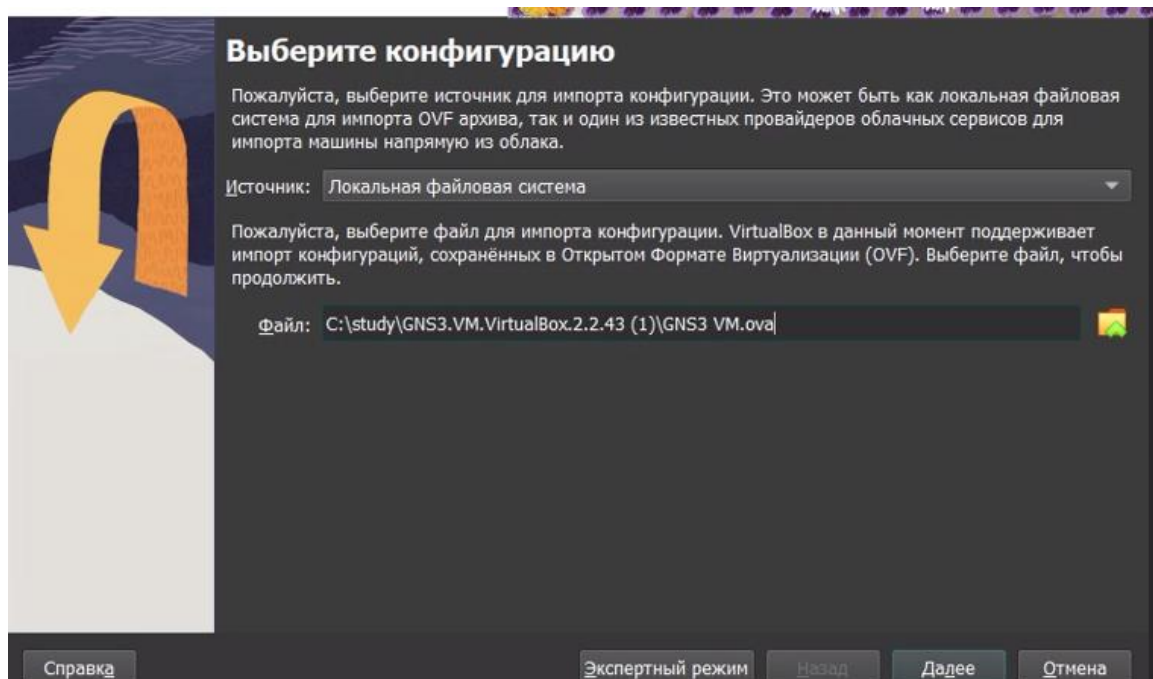 Выберите конфигурацию
Пожалуйста, выберите источник для импорта конфигурации. Это может быть как локальная файловая
система для импорта OVF архива, так и один из известных провайдеров облачных сервисов для
импорта машины напрямую из облака.
Источник: Локальная файловая система
Пожалуйста, выберите файл для импорта конфигурации. VirtualBox в данный момент поддерживает
импорт конфигураций, сохранённых в Открытом Формате Виртуализации (OVF). Выберите файл, чтобы
продолжить.
Файл: C:\study\GNS3.VM.VirtualBox.2.2.43 (1)\GNS3 VM.ova
Справка Экспертный режим Назад Далее Отмена